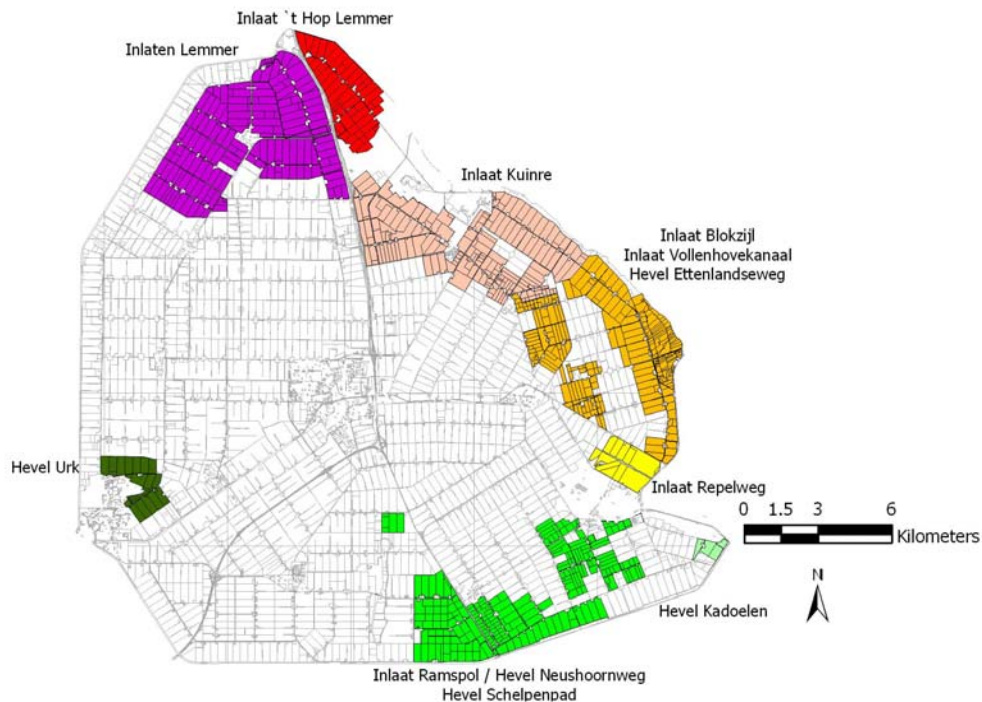 Inlaat `t Hop Lemmer
Inlaten Lemmer
Inlaat Kuinre
Inlaat Blokzijl
Inlaat Vollenhovekanaal
Hevel Ettenlandseweg
Hevel Urk
Inlaat Repelweg
0 1.5 3 6
Kilometers
N
Hevel Kadoelen
Inlaat Ramspol / Hevel Neushoornweg
Hevel Schelpenpad